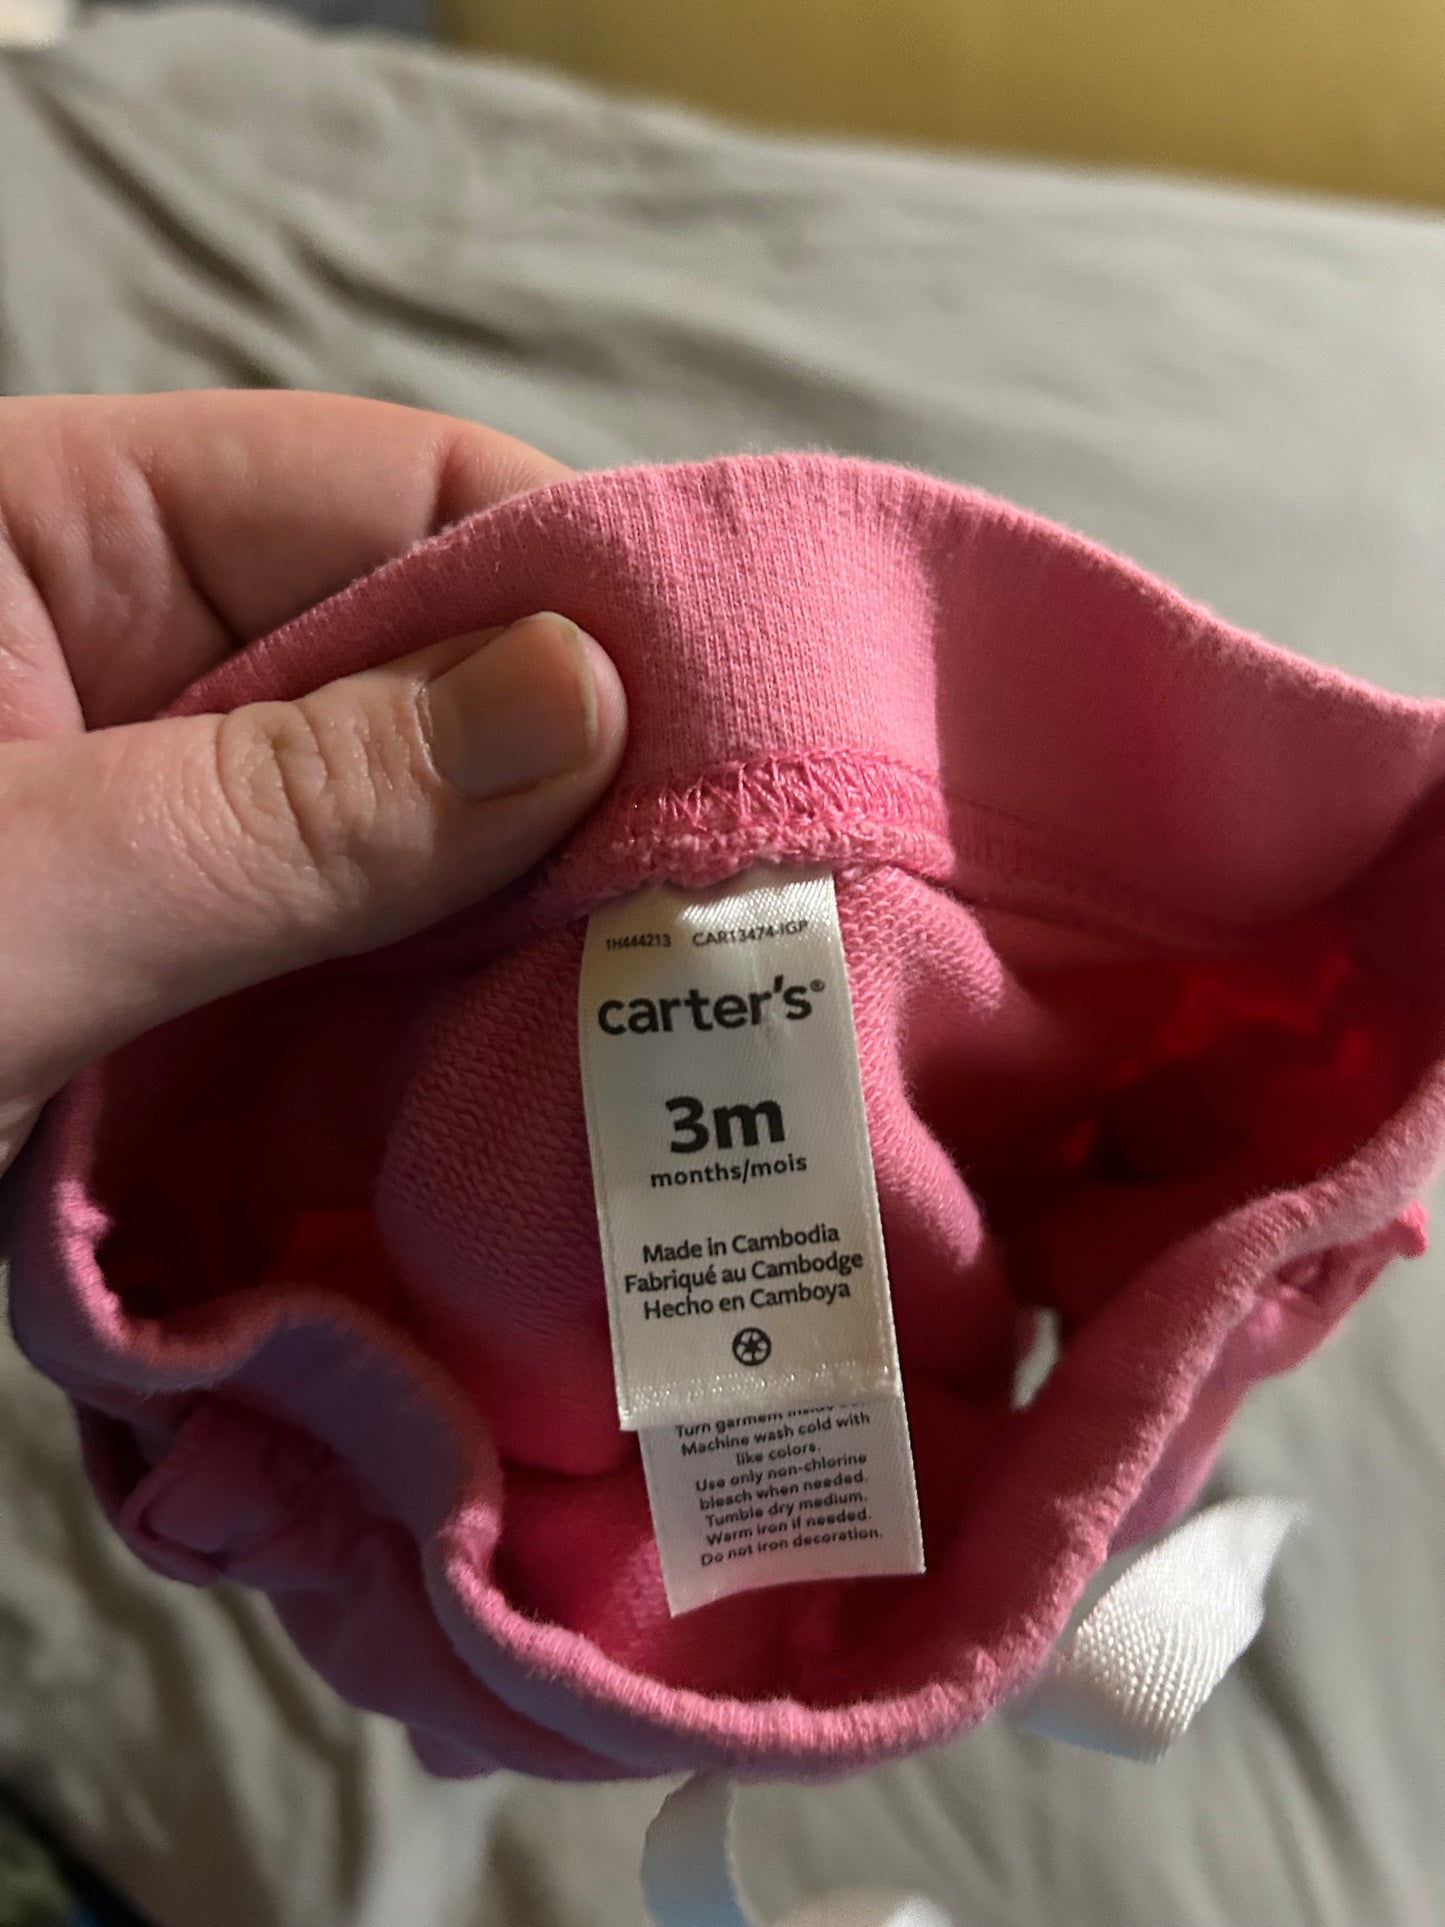 1H444213 CAR13474-IGP
carter's®
3m
months/mois
Made in Cambodia
Fabriqué au Cambodge
Hecho en Camboya
Turn garment
Machine wash cold with
like colors.
Use only non-chlorine
bleach when needed.
Tumble dry medium.
Warm iron if needed.
Do not iron decoration.